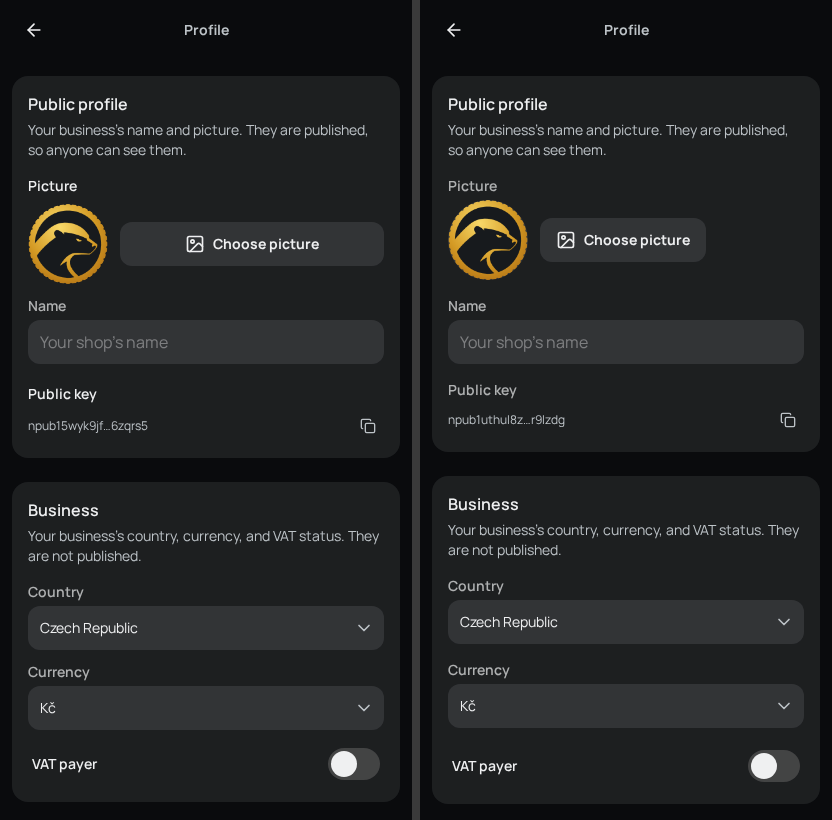 Profile
Public profile
Your business's name and picture. They are published,
so anyone can see them.
Picture
Choose picture
Name
Your shop's name
Public key
npub15wyk9jf...6zqrs5
Business
Your business's country, currency, and VAT status. They
are not published.
Country
Czech Republic
Currency
Kč
VAT payer
Profile
Public profile
Your business's name and picture. They are published,
so anyone can see them.
Picture
Choose picture
Name
Your shop's name
Public key
npub1uthul8z...r9lzdg
Business
Your business's country, currency, and VAT status. They
are not published.
Country
Czech Republic
Currency
Kč
VAT payer